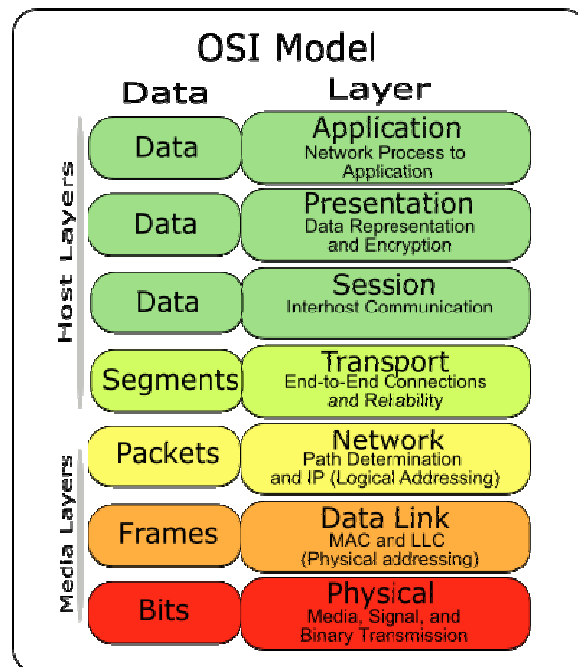 OSI Model
Data
Layer
Host Layers
Data
Application
Network Process to
Application
Data
Presentation
Data Representation
and Encryption
Data
Session
Interhost Communication
Segments
Transport
End-to-End Connections
and Reliability
Media Layers
Packets
Network
Path Determination
and IP (Logical Addressing)
Frames
Data Link
MAC and LLC
(Physical addressing)
Bits
Physical
Media, Signal, and
Binary Transmission